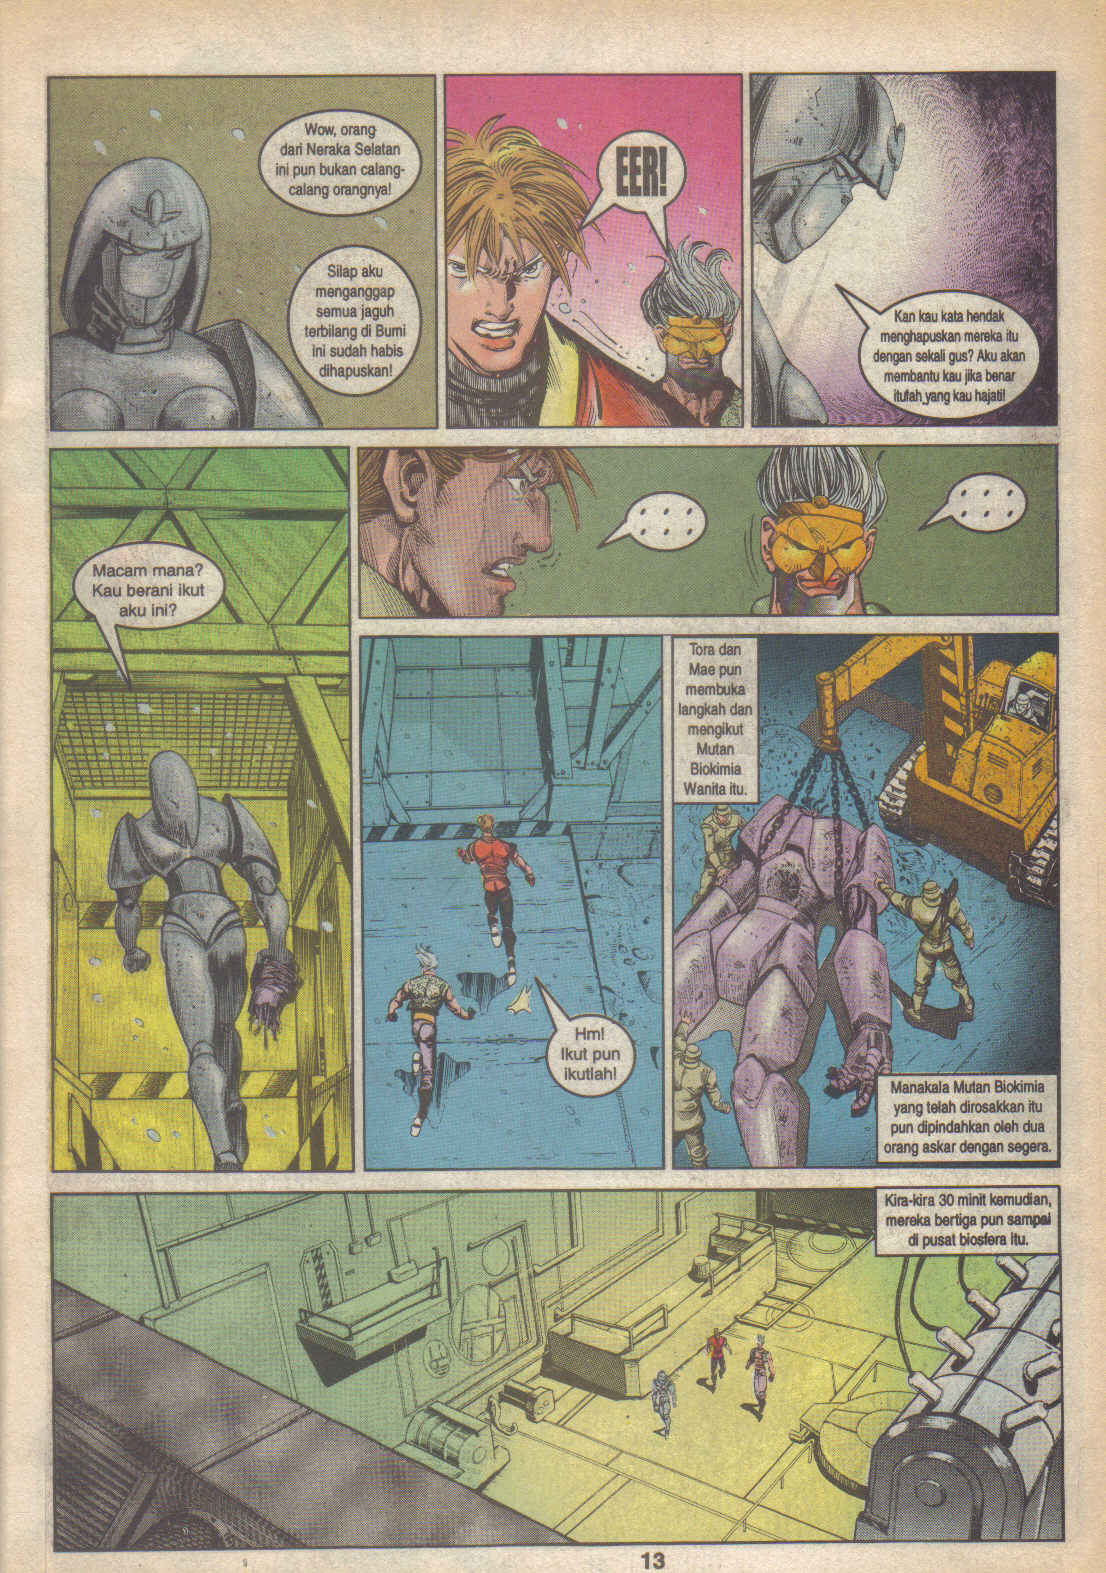 Wow, orang
dari Neraka Selatan
ini pun bukan calang-
calang orangnya!
Silap aku
menganggap
semua jaguh
terbilang di Bumi
ini sudah habis
dihapuskan!
EER!
Kan kau kata hendak
menghapuskan mereka itu
dengan sekali gus? Aku akan
membantu kau jika benar
itulah yang kau hajati!
Macam mana?
Kau berani ikut
aku ini?
......
......
Hm!
Ikut pun
ikutlah!
Tora dan
Mae pun
membuka
langkah dan
mengikut
Mutan
Biokimia
Wanita itu.
Manakala Mutan Biokimia
yang telah dirosakkan itu
pun dipindahkan oleh dua
orang askar dengan segera.
Kira-kira 30 minit kemudian,
mereka bertiga pun sampai
di pusat biosfera itu.
13